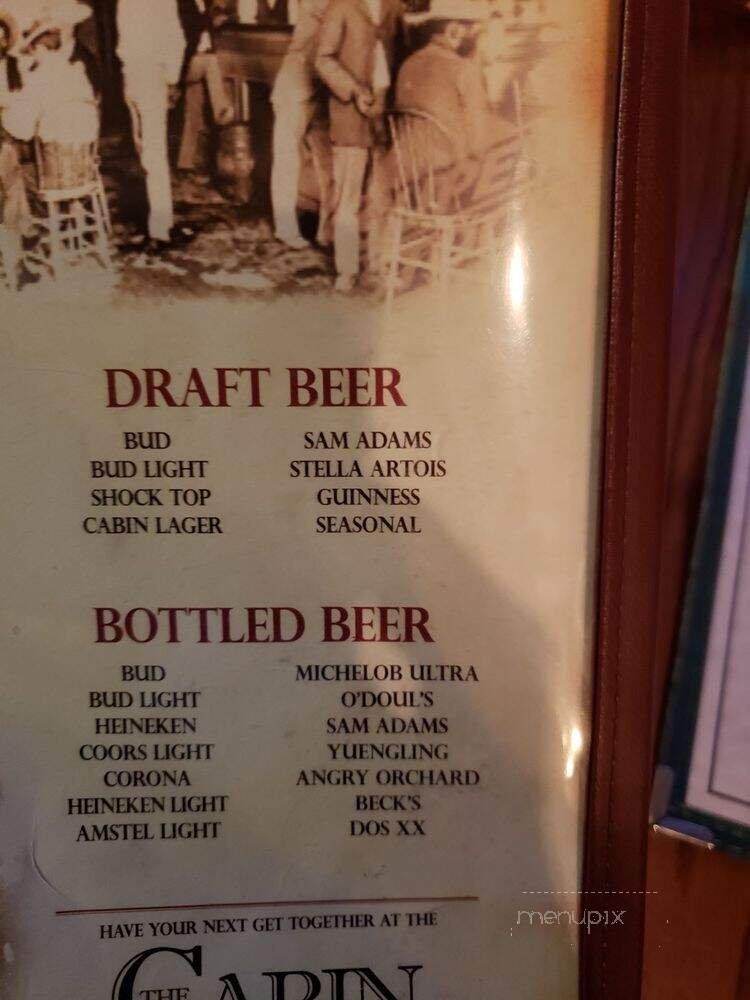 DRAFT BEER
BUD SAM ADAMS
BUD LIGHT STELLA ARTOIS
SHOCK TOP GUINNESS
CABIN LAGER SEASONAL
BOTTLED BEER
BUD MICHELOB ULTRA
BUD LIGHT O'DOUL'S
HEINEKEN SAM ADAMS
COORS LIGHT YUENGLING
CORONA ANGRY ORCHARD
HEINEKEN LIGHT BECK'S
AMSTEL LIGHT DOS XX
HAVE YOUR NEXT GET TOGETHER AT THE
THE CABIN
menupix